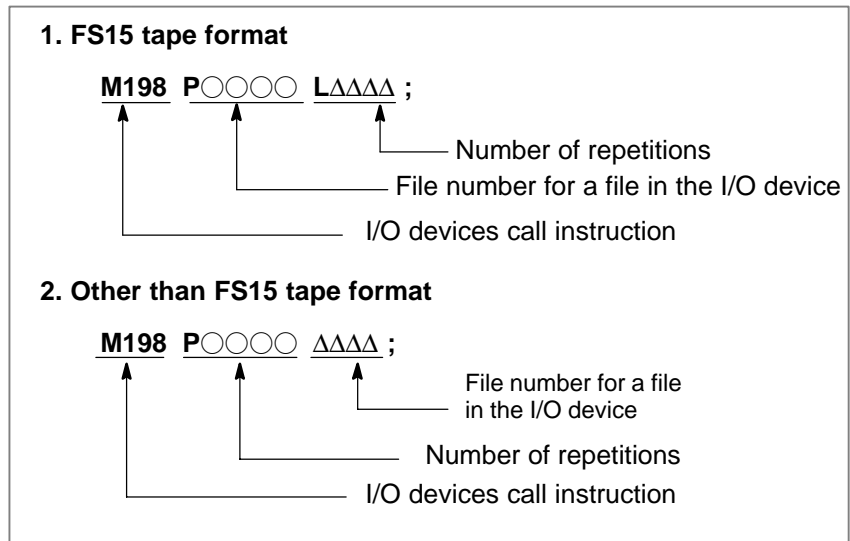 1. FS15 tape format
M198 P○○○○ L∆∆∆∆ ;
Number of repetitions
File number for a file in the I/O device
I/O devices call instruction
2. Other than FS15 tape format
M198 P○○○○ ∆∆∆∆ ;
File number for a file
in the I/O device
Number of repetitions
I/O devices call instruction